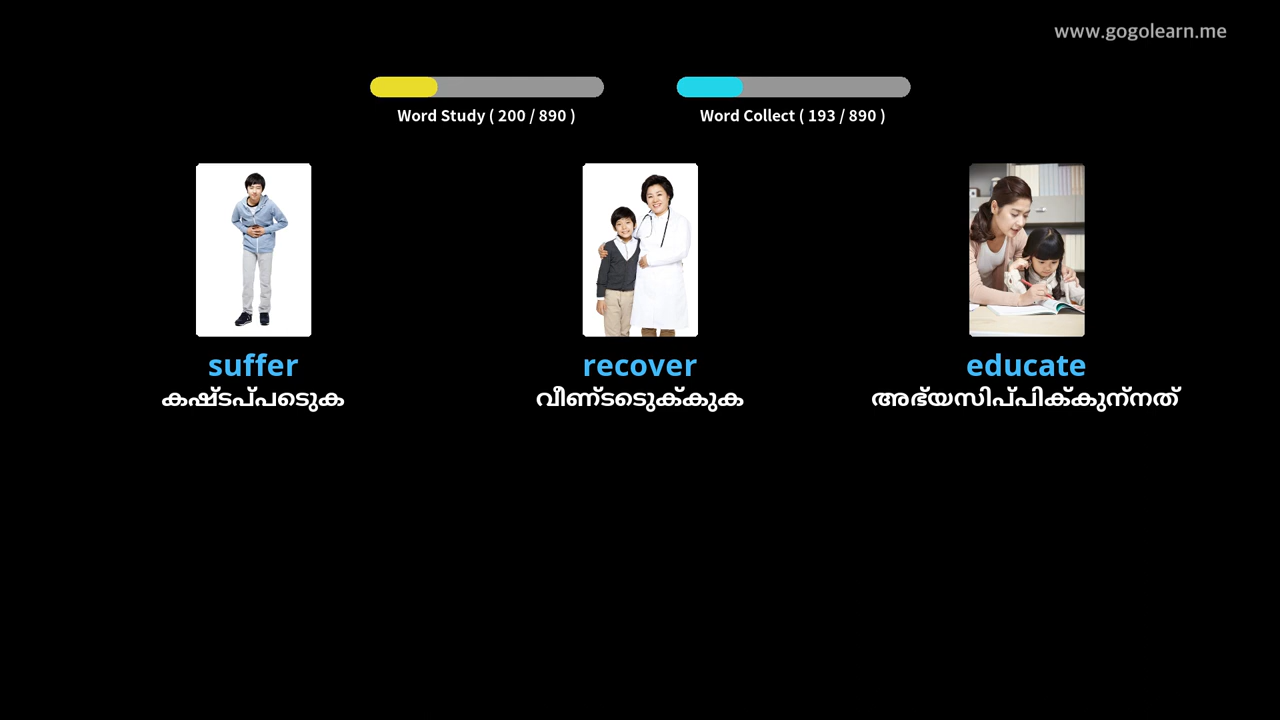 www.gogolearn.me
Word Study ( 200 / 890 )
Word Collect ( 193 / 890 )
suffer
recover
educate
കഷ്ടപ്പടെുക
വീണ്ടടെുക്കുക
അഭ്യസിപ്പിക്കുന്നത്